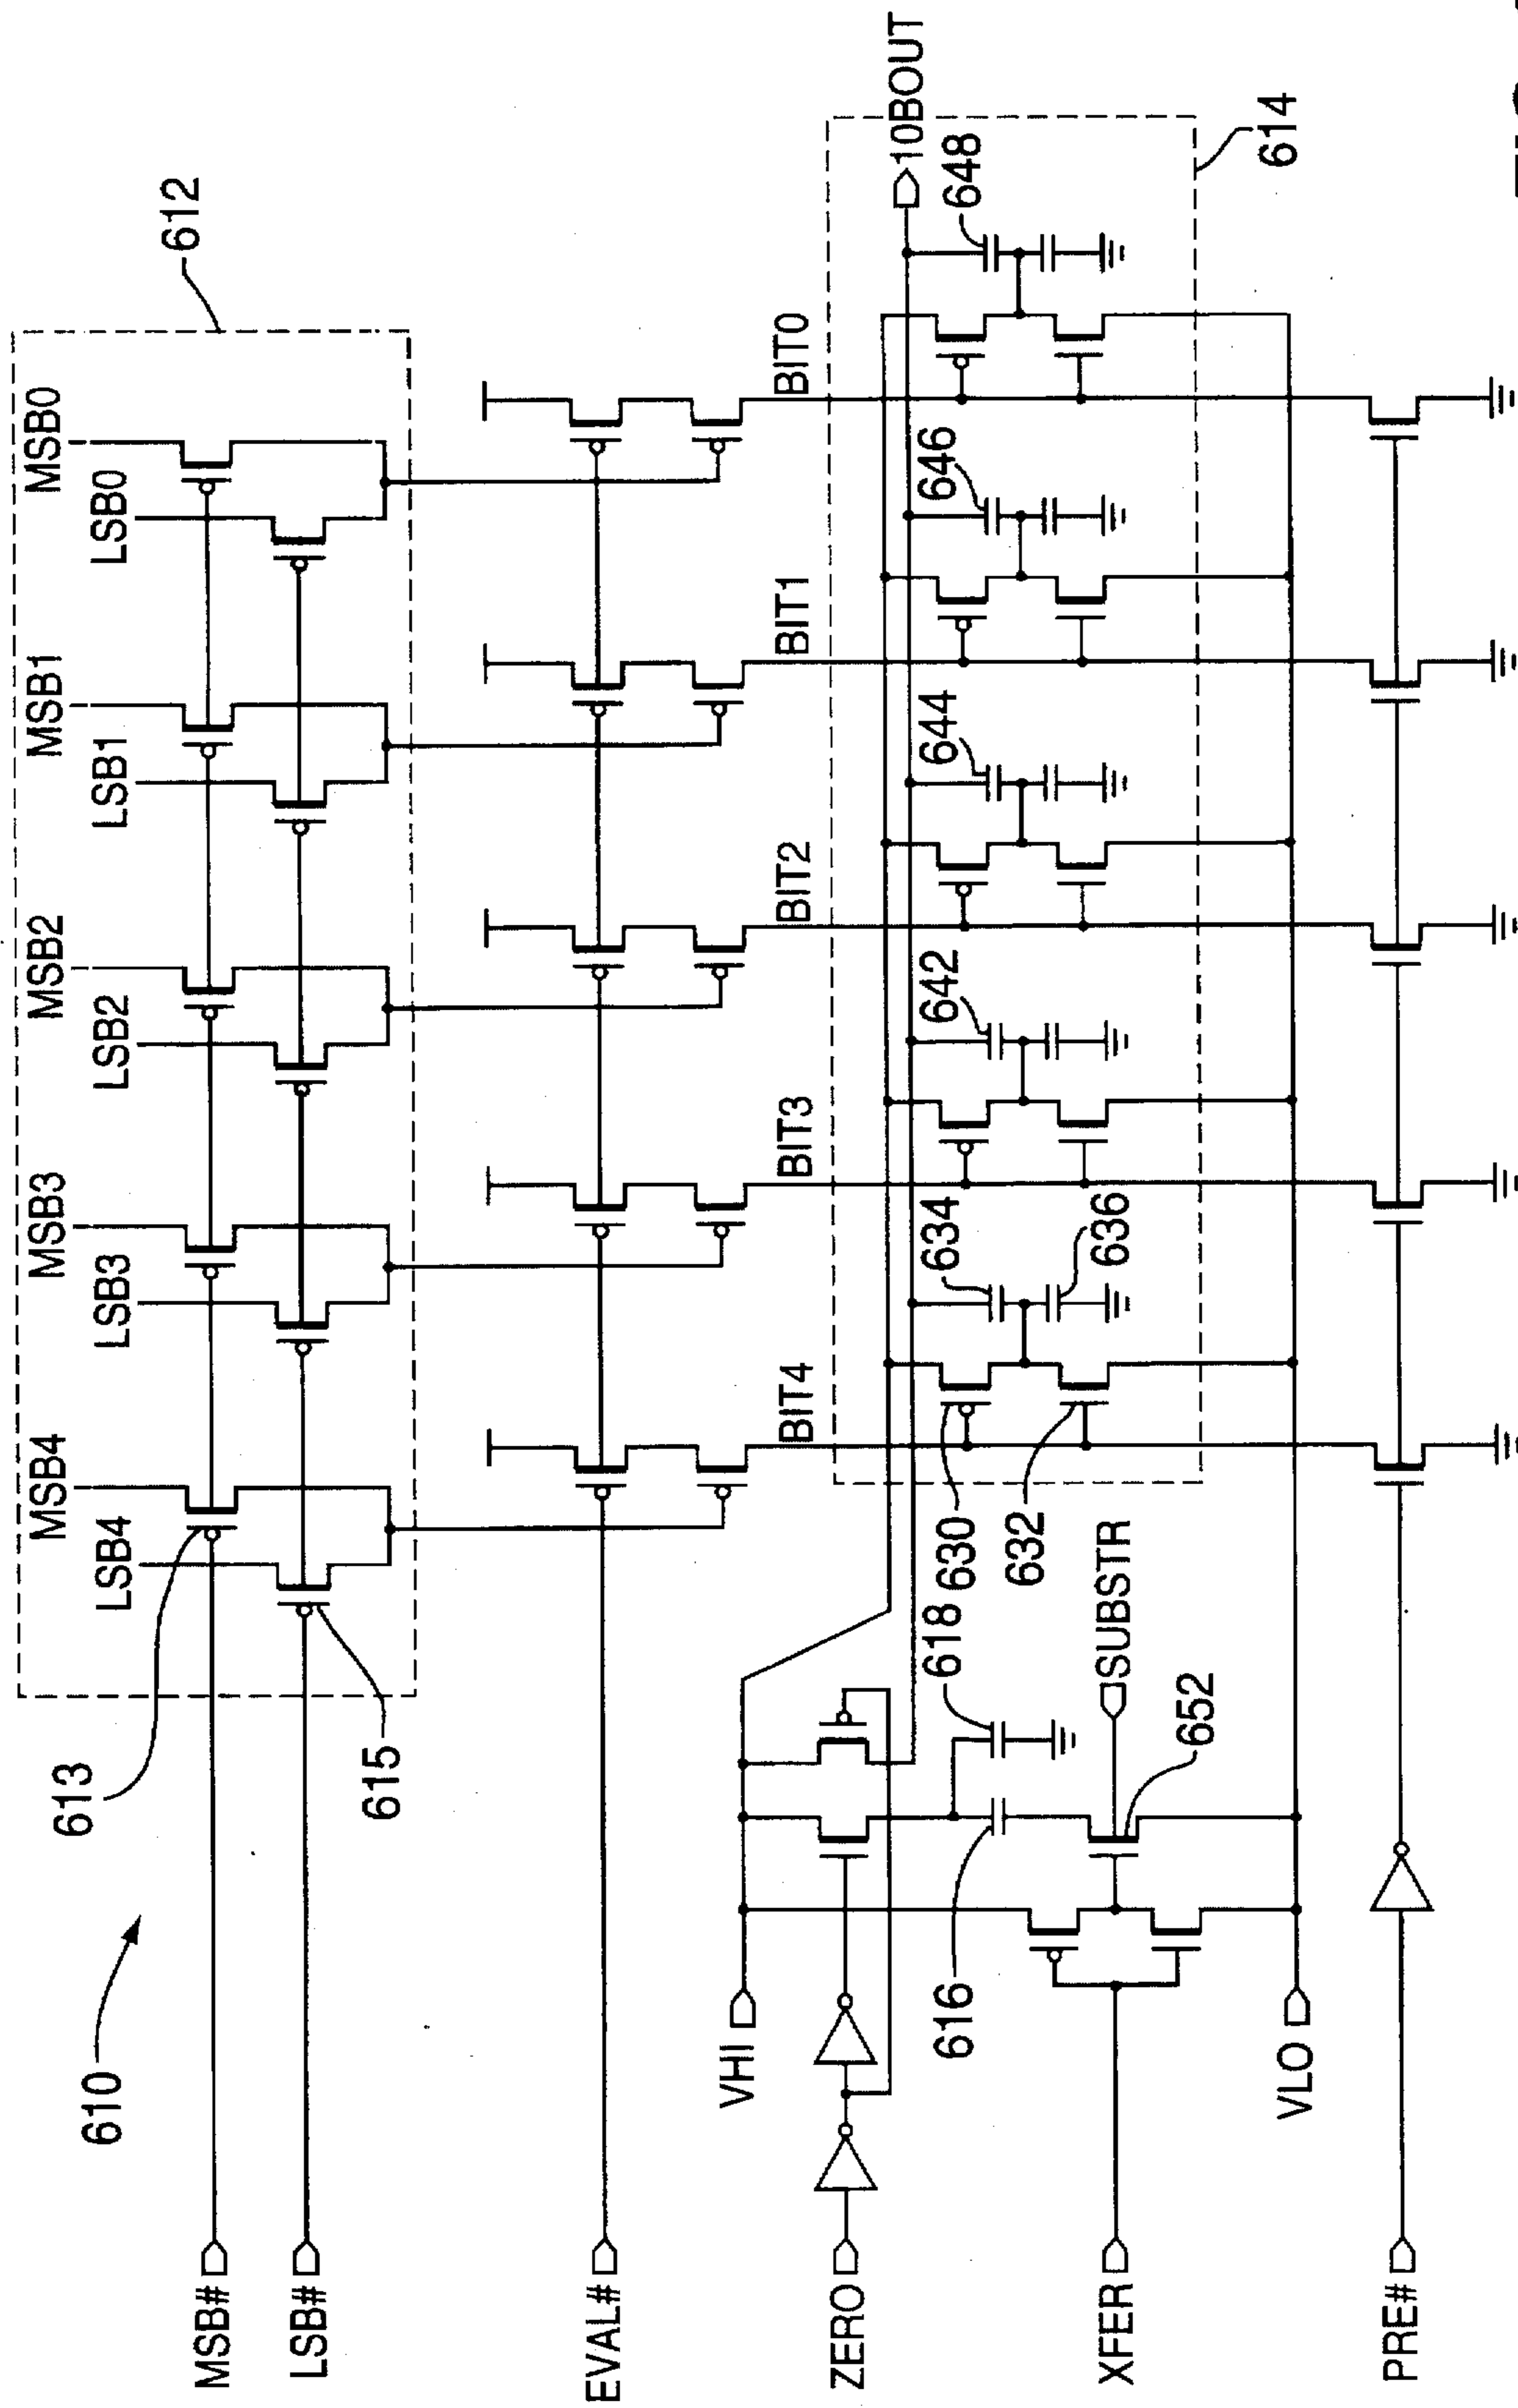 610
612
MSB4
MSB3
MSB2
MSB1
MSB0
LSB4
LSB3
LSB2
LSB1
LSB0
613
615
MSB#
LSB#
EVAL#
BIT4
BIT3
BIT2
BIT1
BIT0
VHI
ZERO
10BOUT
616
618
630
632
634
636
642
644
646
648
SUBSTR
652
614
XFER
VLO
PRE#